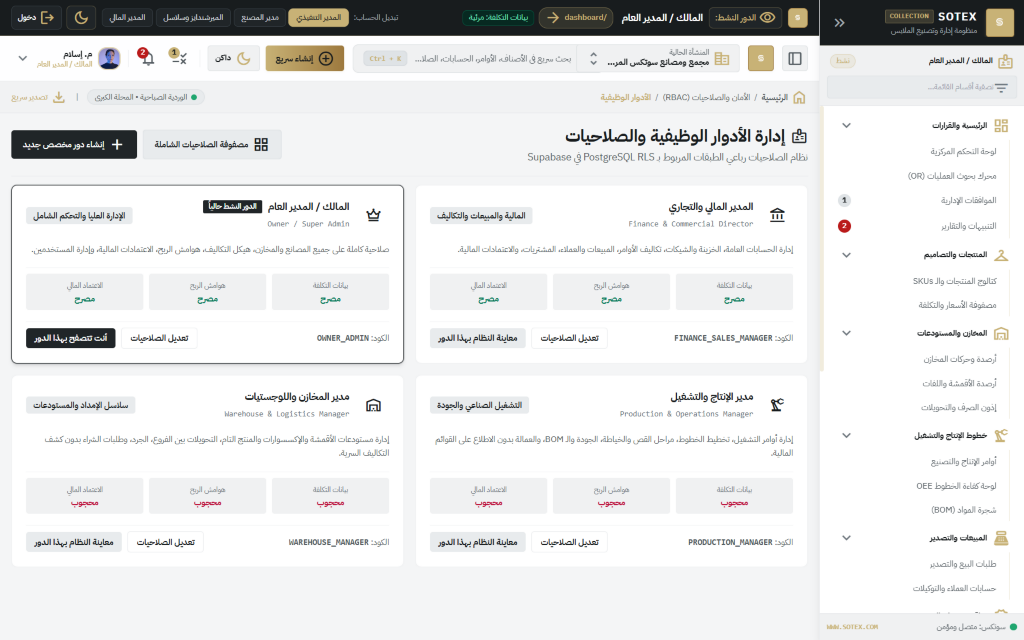 SOTEX COLLECTION
منظومة إدارة وتصنيع الملابس
المالك / المدير العام
نشط
تصفية أقسام القائمة...
الرئيسية والقرارات
لوحة التحكم المركزية
محرك بحوث العمليات (OR)
الموافقات الإدارية 1
التنبيهات والتقارير 2
المنتجات والتصاميم
كتالوج المنتجات والـ SKUs
مصفوفة الأسعار والتكلفة
المخازن والمستودعات
أرصدة وحركات المخازن
أرصدة الأقمشة واللفات
إذون الصرف والتحويلات
خطوط الإنتاج والتشغيل
أوامر الإنتاج والتصنيع
لوحة كفاءة الخطوط OEE
شجرة المواد (BOM)
المبيعات والتصدير
طلبات البيع والتصدير
حسابات العملاء والتوكيلات
سوتكس: متصل ومؤمن
WWW.SOTEX.COM
الدور النشط: المالك / المدير العام
/dashboard
بيانات التكلفة: مرئية
تبديل الحساب:
المدير التنفيذي
مدير المصنع
الميرشندايز وسلاسل
المدير المالي
دخول
المنشأة الحالية
مجمع ومصانع سوتكس المر...
بحث سريع في الأصناف، الأوامر، الحسابات، الصلا...
Ctrl + K
إنشاء سريع
داكن
1
2
م. إسلام
المالك / المدير العام
الرئيسية / الأمان والصلاحيات (RBAC) / الأدوار الوظيفية
الوردية الصباحية • المحلة الكبرى
تصدير سريع
إدارة الأدوار الوظيفية والصلاحيات
نظام الصلاحيات رباعي الطبقات المربوط بـ PostgreSQL RLS في Supabase
مصفوفة الصلاحيات الشاملة
إنشاء دور مخصص جديد
المدير المالي والتجاري
Finance & Commercial Director
المالية والمبيعات والتكاليف
إدارة الحسابات العامة، الخزينة والشيكات، تكاليف الأوامر، المبيعات والعملاء، المشتريات، والاعتمادات المالية.
بيانات التكلفة
مصرح
هوامش الربح
مصرح
الاعتماد المالي
مصرح
الكود: FINANCE_SALES_MANAGER
تعديل الصلاحيات
معاينة النظام بهذا الدور
المالك / المدير العام
الدور النشط حالياً
Owner / Super Admin
الإدارة العليا والتحكم الشامل
صلاحية كاملة على جميع المصانع والمخازن، هيكل التكاليف، هوامش الربح، الاعتمادات المالية، وإدارة المستخدمين.
بيانات التكلفة
مصرح
هوامش الربح
مصرح
الاعتماد المالي
مصرح
الكود: OWNER_ADMIN
تعديل الصلاحيات
أنت تتصفح بهذا الدور
مدير الإنتاج والتشغيل
Production & Operations Manager
التشغيل الصناعي والجودة
إدارة أوامر التشغيل، تخطيط الخطوط، مراحل القص والخياطة، الجودة والـ BOM، والعمالة بدون الاطلاع على القوائم
المالية.
بيانات التكلفة
محجوب
هوامش الربح
محجوب
الاعتماد المالي
محجوب
الكود: PRODUCTION_MANAGER
تعديل الصلاحيات
معاينة النظام بهذا الدور
مدير المخازن واللوجستيات
Warehouse & Logistics Manager
سلاسل الإمداد والمستودعات
إدارة مستودعات الأقمشة والإكسسوارات والمنتج التام، التحويلات بين الفروع، الجرد، وطلبات الشراء بدون كشف
التكاليف السرية.
بيانات التكلفة
محجوب
هوامش الربح
محجوب
الاعتماد المالي
محجوب
الكود: WAREHOUSE_MANAGER
تعديل الصلاحيات
معاينة النظام بهذا الدور